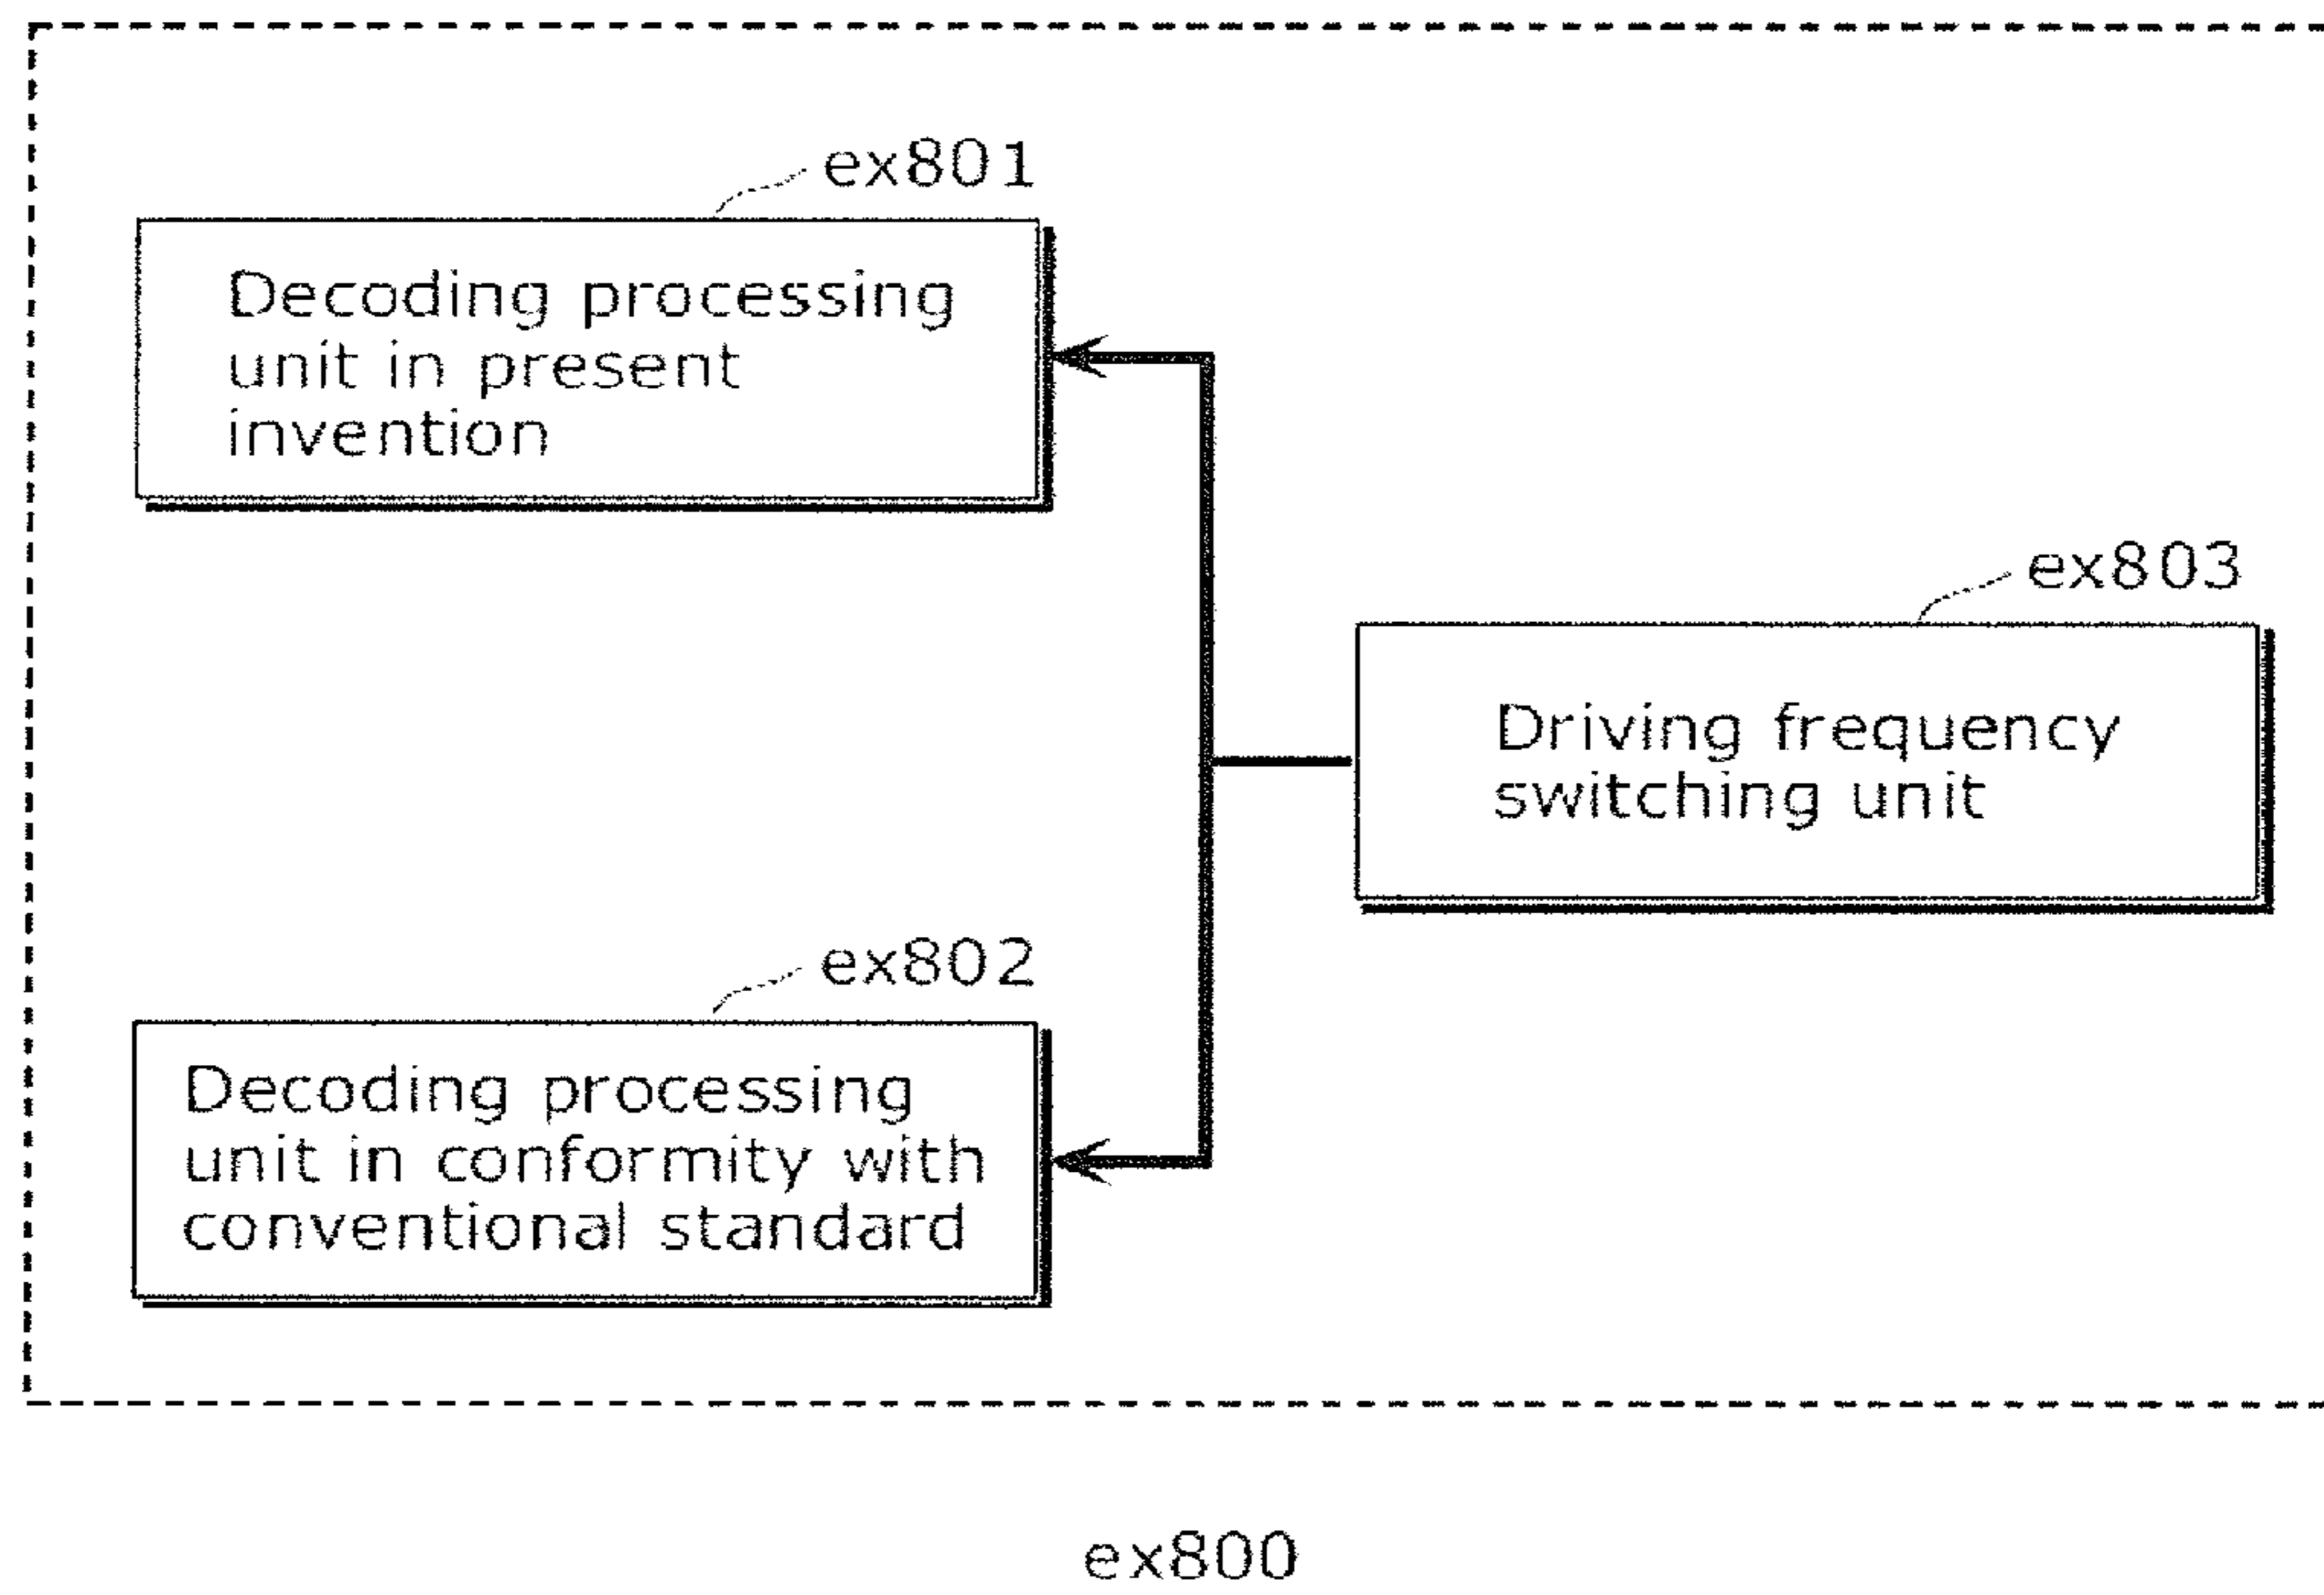 ex801
Decoding processing
unit in present
invention
ex803
Driving frequency
switching unit
ex802
Decoding processing
unit in conformity with
conventional standard
ex800